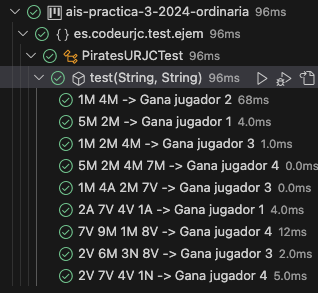 ais-practica-3-2024-ordinaria 96ms
{ } es.codeurjc.test.ejem 96ms
PiratesURJCTest 96ms
test(String, String) 96ms
1M 4M -> Gana jugador 2 68ms
5M 2M -> Gana jugador 1 4.0ms
1M 2M 4M -> Gana jugador 3 1.0ms
5M 2M 4M 7M -> Gana jugador 4 0.0ms
1M 4A 2M 7V -> Gana jugador 3 0.0ms
2A 7V 4V 1A -> Gana jugador 1 4.0ms
7V 9M 1M 8V -> Gana jugador 4 12ms
2V 6M 3N 8V -> Gana jugador 3 2.0ms
2V 7V 4V 1N -> Gana jugador 4 5.0ms